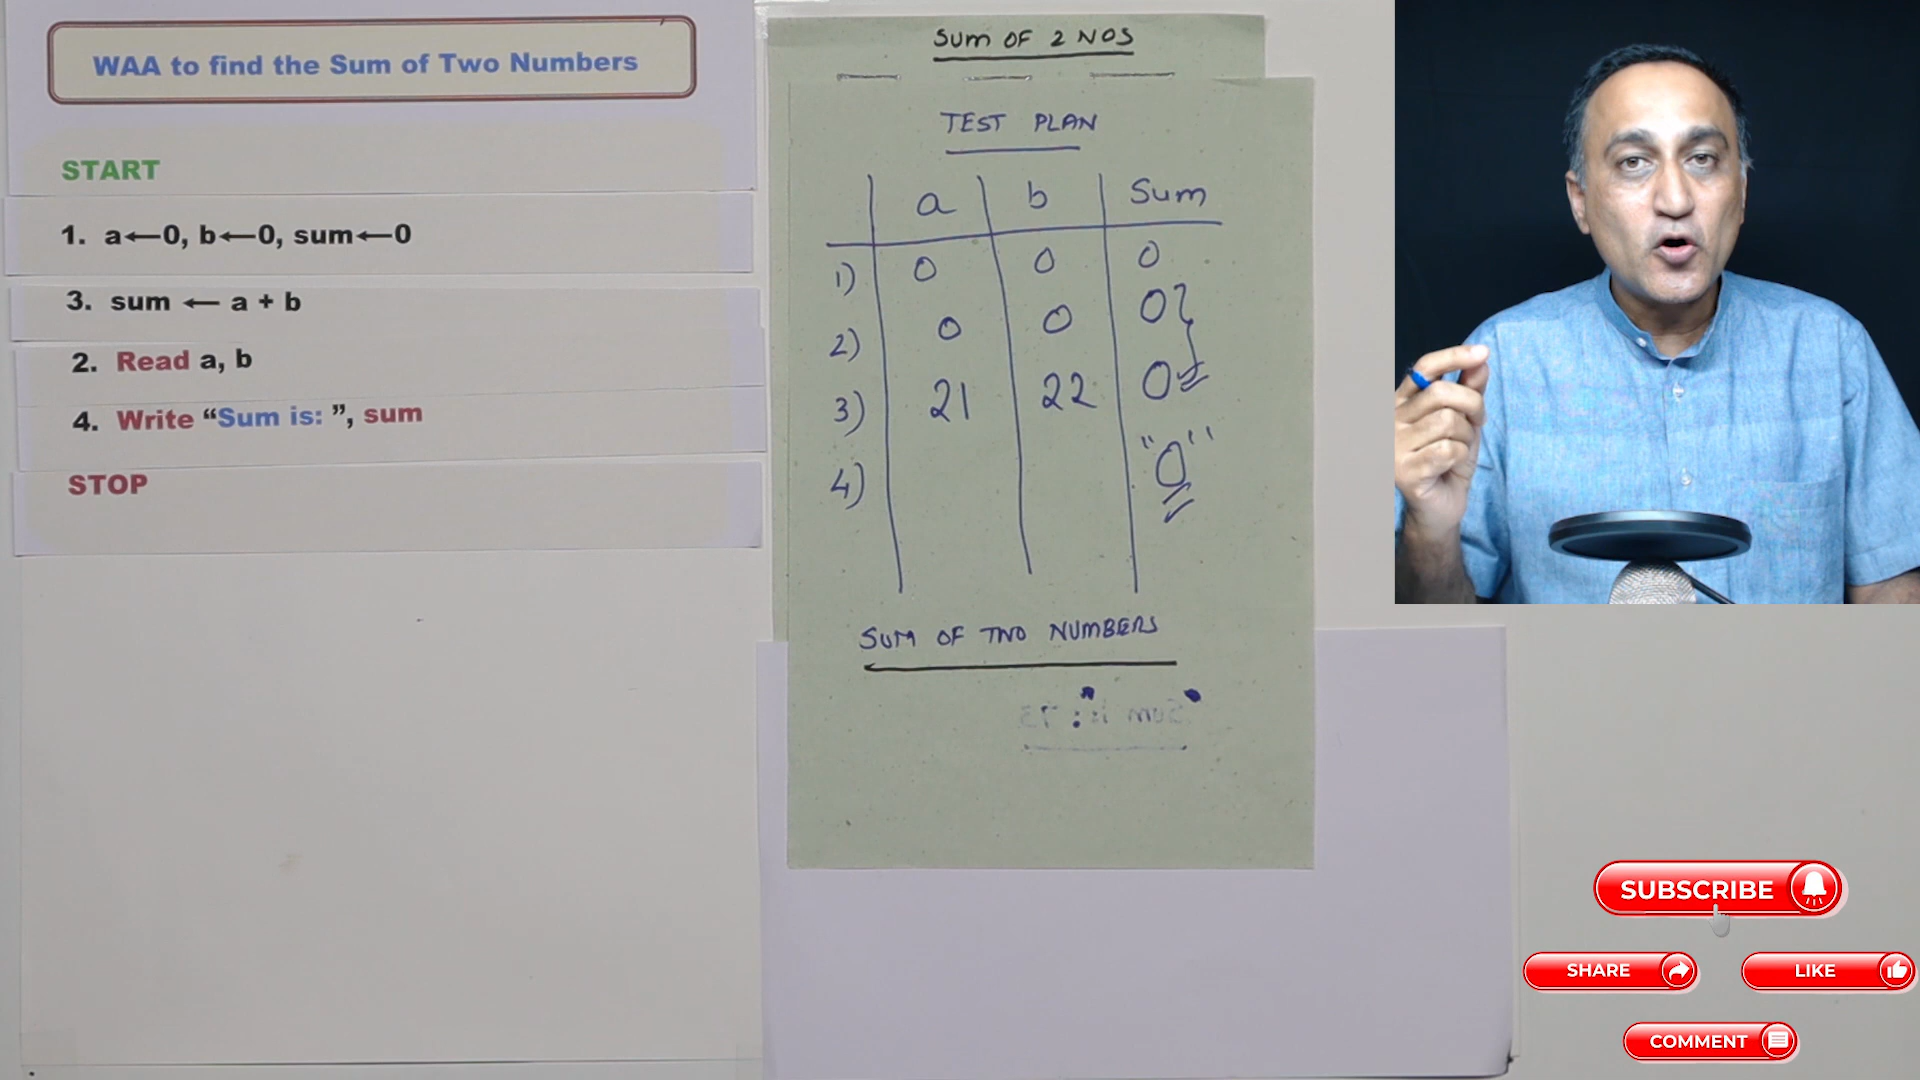 WAA to find the Sum of Two Numbers
START
1. a←0, b←0, sum←0
3. sum ← a + b
2. Read a, b
4. Write “Sum is: ”, sum
STOP
SUM OF 2 NOS
TEST PLAN
a b Sum
1) 0 0 0
2) 0 0 0
3) 21 22 0
4) "0"
SUM OF TWO NUMBERS
SUBSCRIBE
SHARE
LIKE
COMMENT